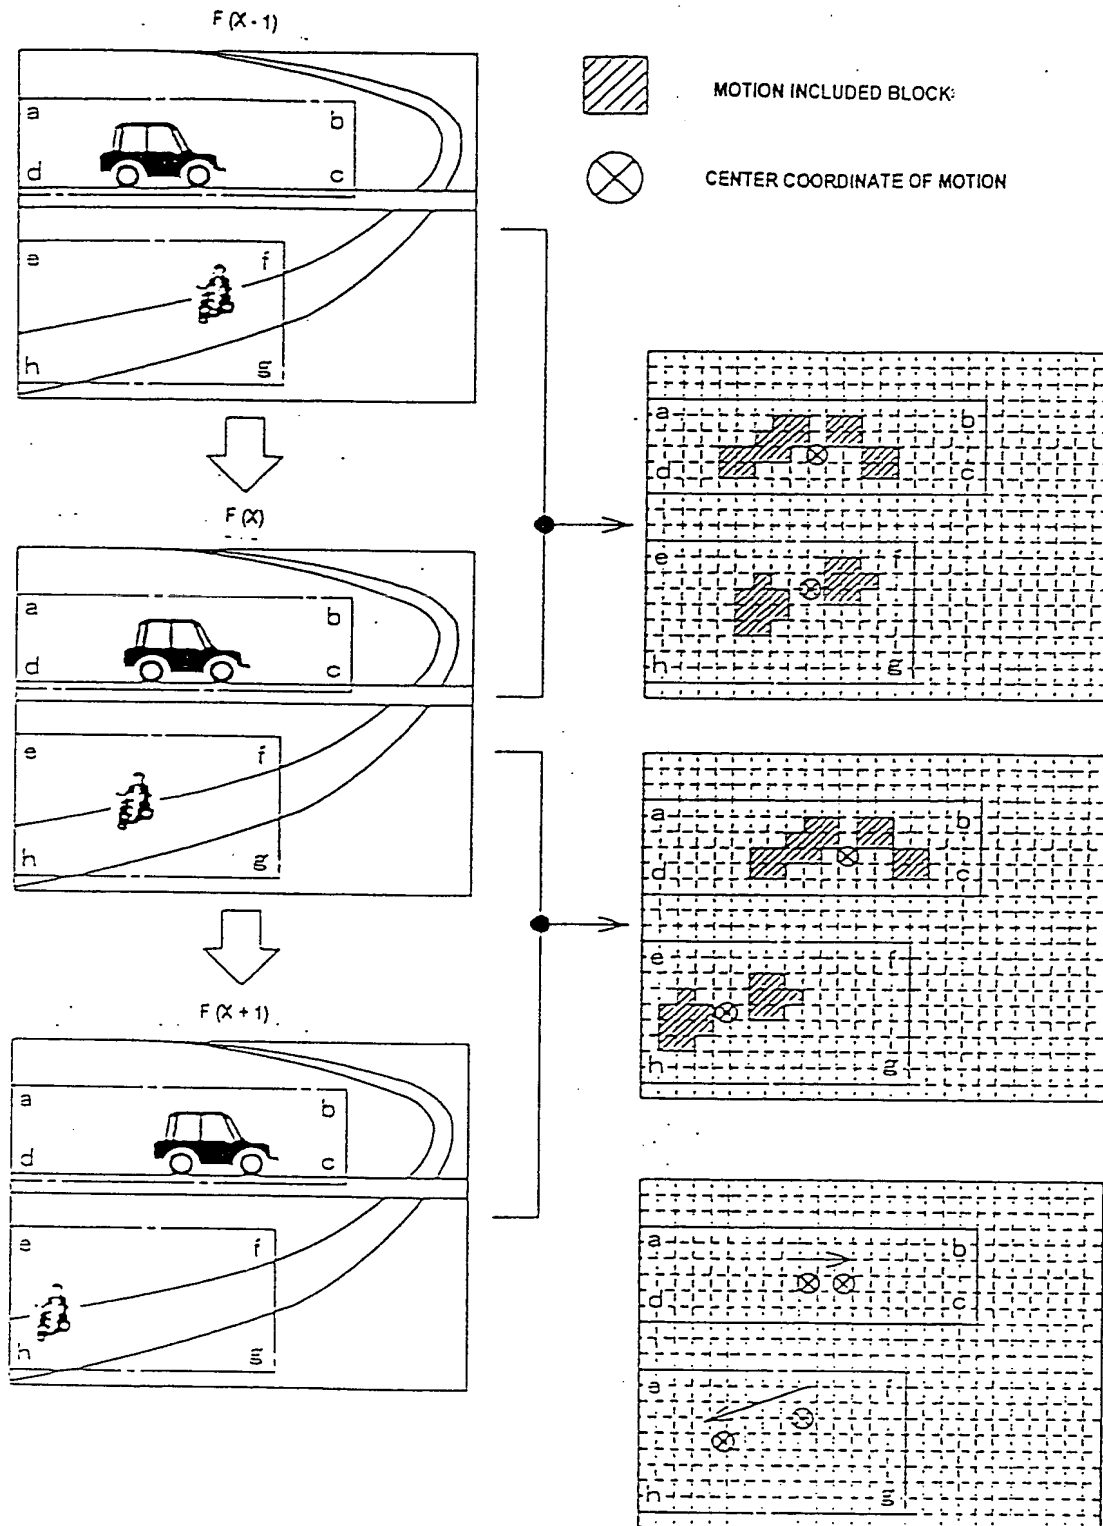 F (X - 1)
MOTION INCLUDED BLOCK
CENTER COORDINATE OF MOTION
a b
d c
e f
h g
F (X)
a b
d c
e f
h g
F (X + 1)
a b
d c
e f
h g
a b
d c
e f
h g
a b
d c
e f
h g
a b
d c
a f
h g